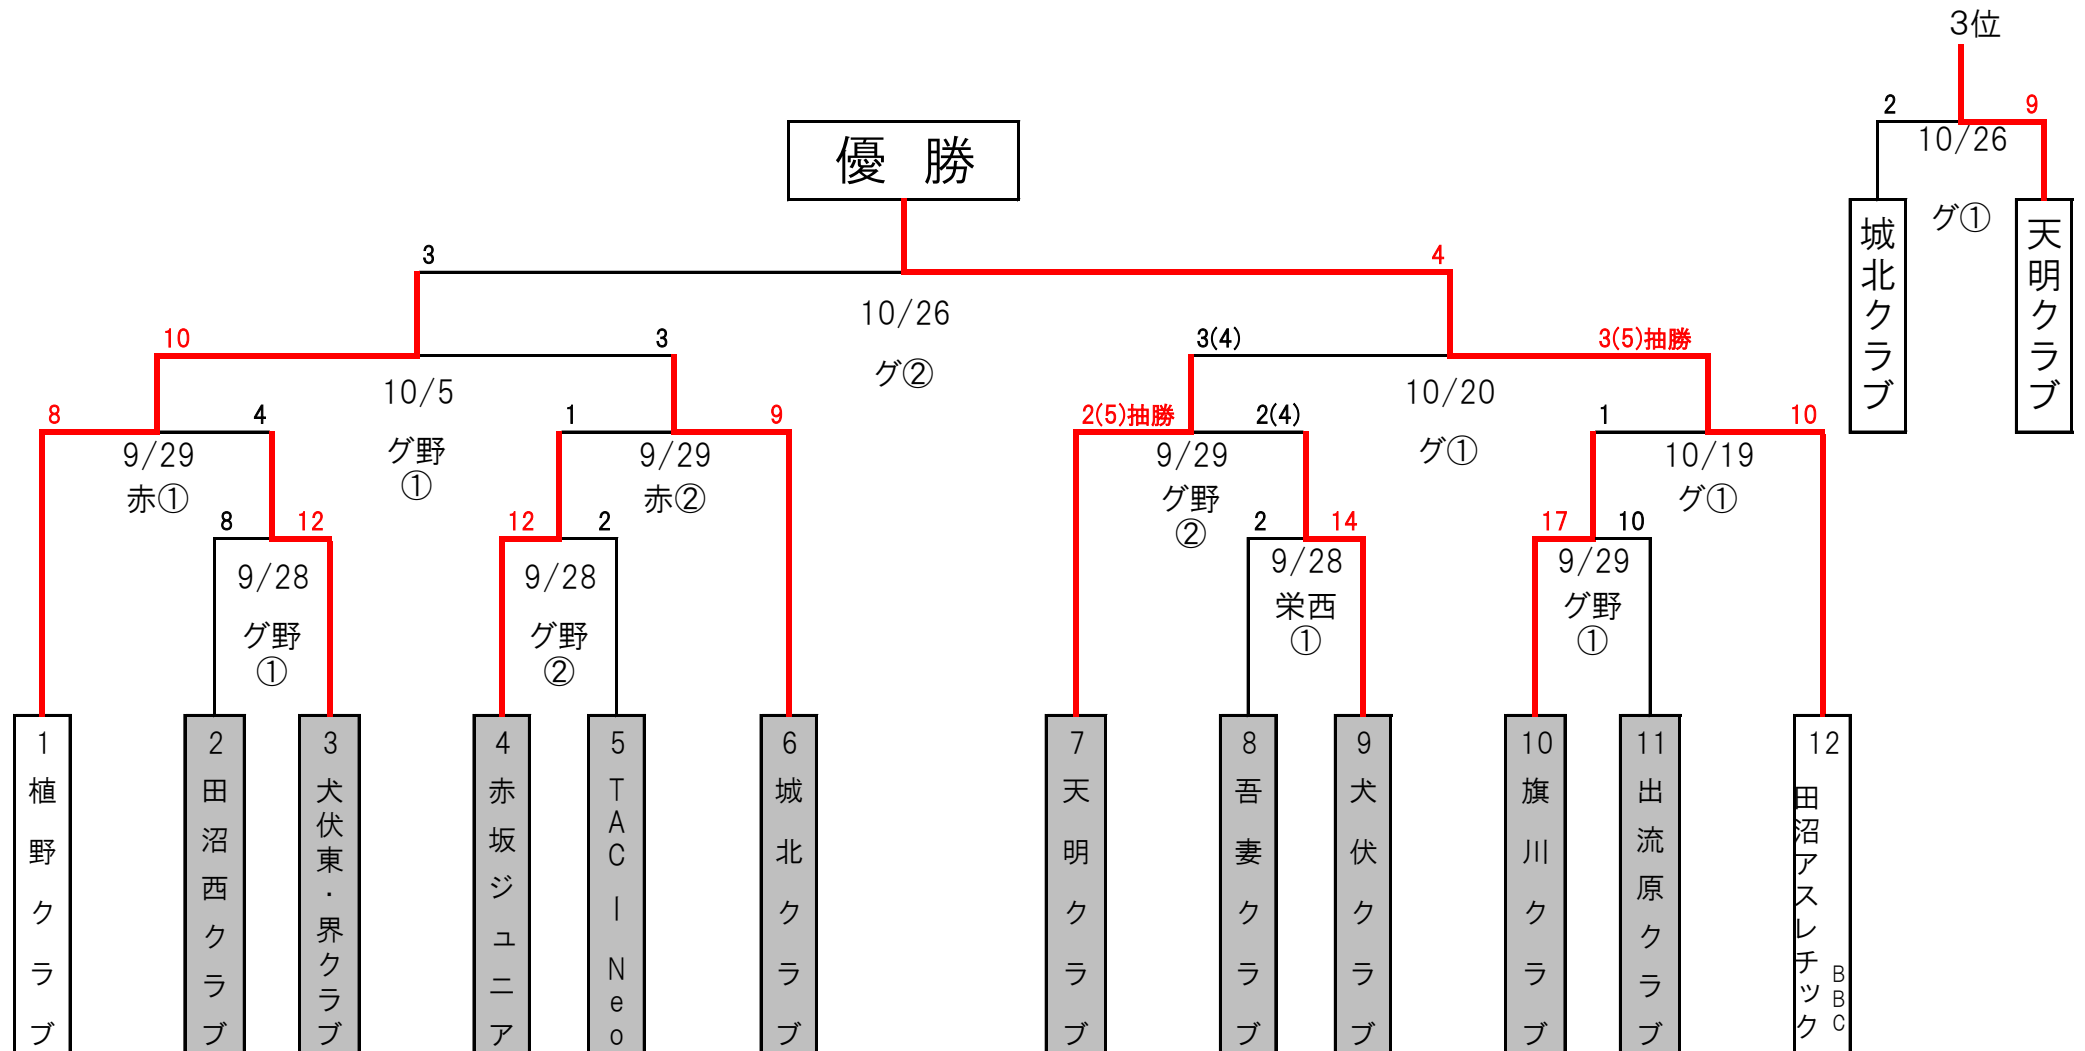 3位
2 9
10/26
グ①
城北クラブ
天明クラブ
優 勝
3 4
10/26
グ②
10 3
10/5
グ野
①
3(4) 3(5)抽勝
10/20
グ①
8 4
9/29
赤①
1 9
9/29
赤②
2(5)抽勝 2(4)
9/29
グ野
②
1 10
10/19
グ①
8 12
9/28
グ野
①
12 2
9/28
グ野
②
2 14
9/28
栄西
①
17 10
9/29
グ野
①
1 植野クラブ
2 田沼西クラブ
3 犬伏東・界クラブ
4 赤坂ジュニア
5 TAC I Neo
6 城北クラブ
7 天明クラブ
8 吾妻クラブ
9 犬伏クラブ
10 旗川クラブ
11 出流原クラブ
12 田沼アスレチック BBC